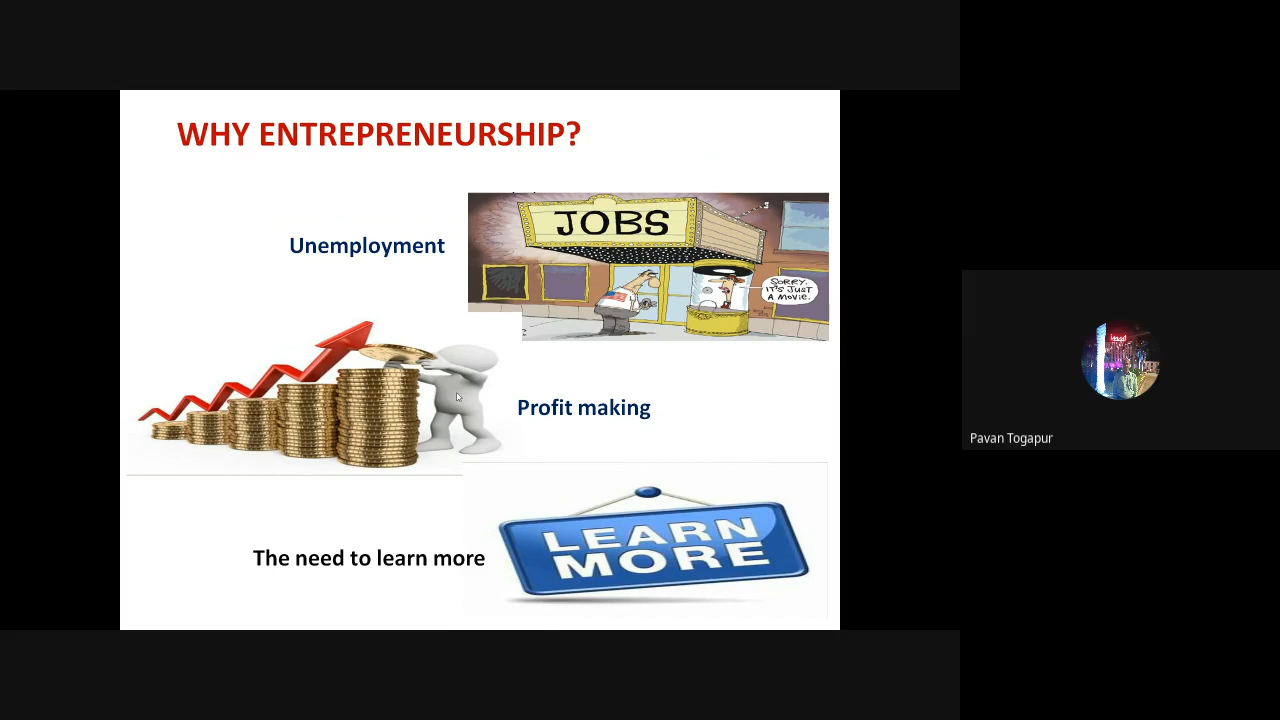 WHY ENTREPRENEURSHIP?
JOBS
Unemployment
SORRY.
IT'S JUST
A MOVIE.
Profit making
Pavan Togapur
LEARN
MORE
The need to learn more